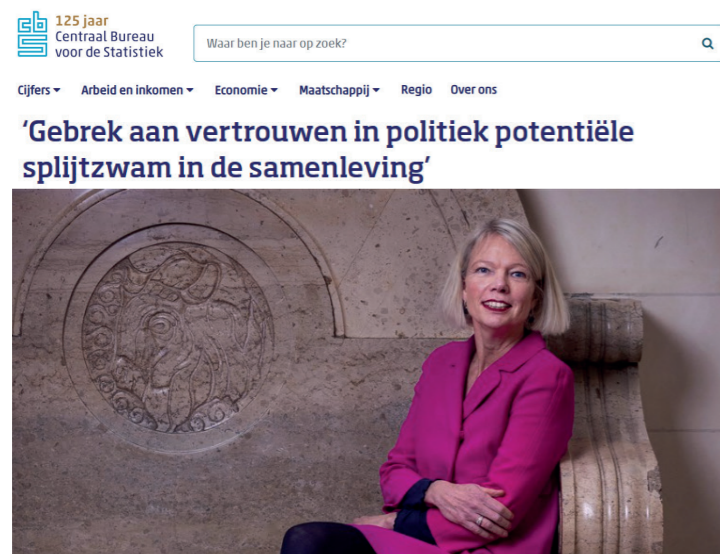 125 jaar
Centraal Bureau
voor de Statistiek
Waar ben je naar op zoek?
Cijfers Arbeid en inkomen Economie Maatschappij Regio Over ons
‘Gebrek aan vertrouwen in politiek potentiële
splijtzwam in de samenleving’